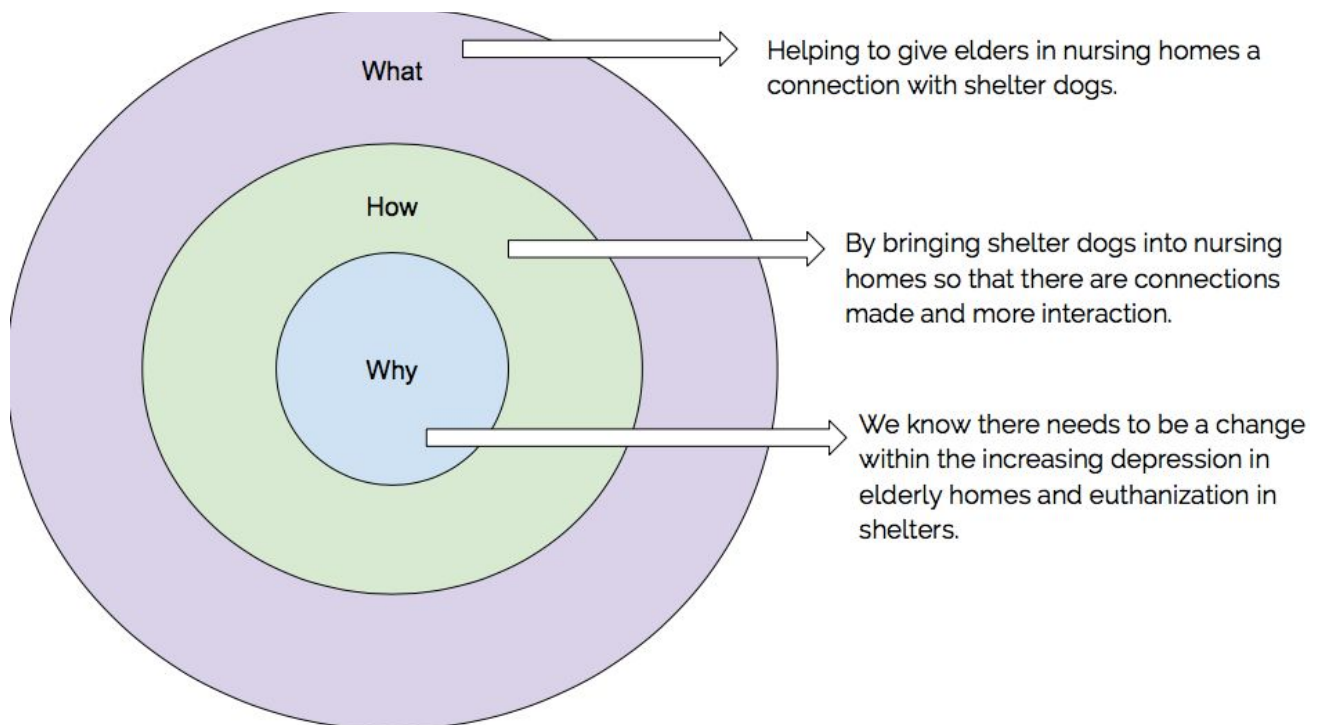 What
Helping to give elders in nursing homes a
connection with shelter dogs.
How
By bringing shelter dogs into nursing
homes so that there are connections
made and more interaction.
Why
We know there needs to be a change
within the increasing depression in
elderly homes and euthanization in
shelters.